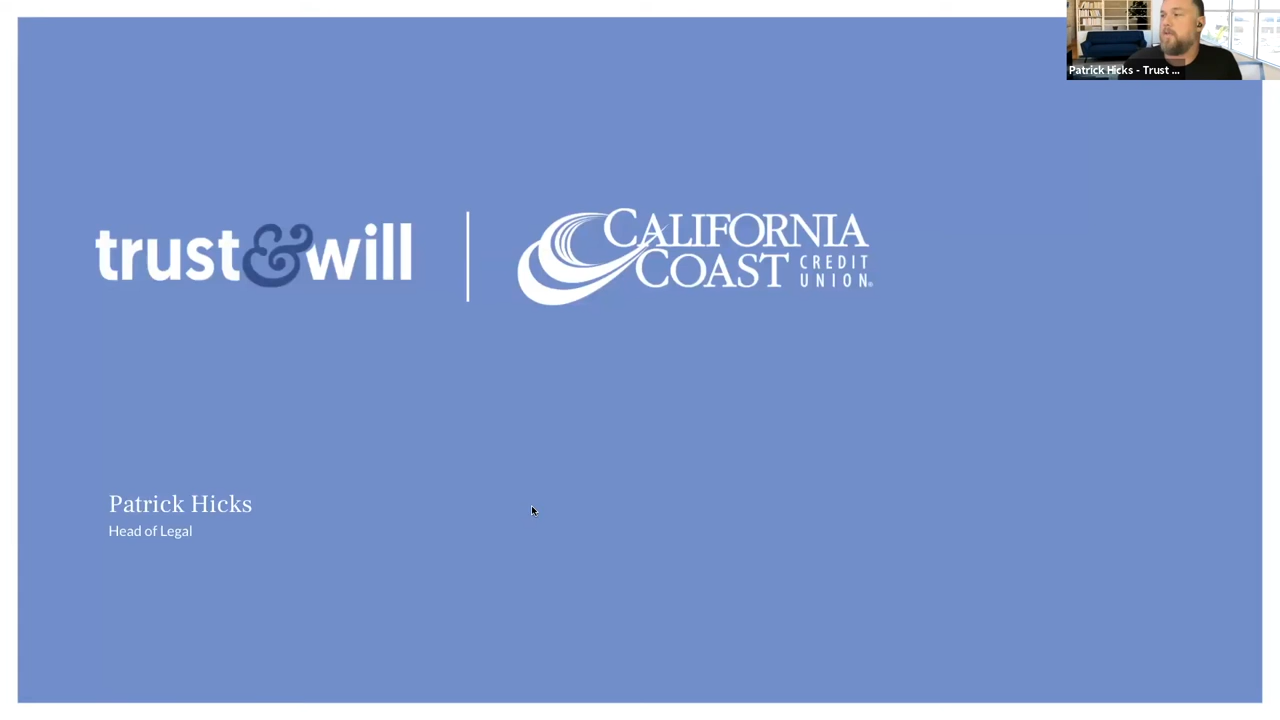 Patrick Hicks - Trust ...
trust&will
CALIFORNIA
COAST CREDIT
UNION®
Patrick Hicks
Head of Legal